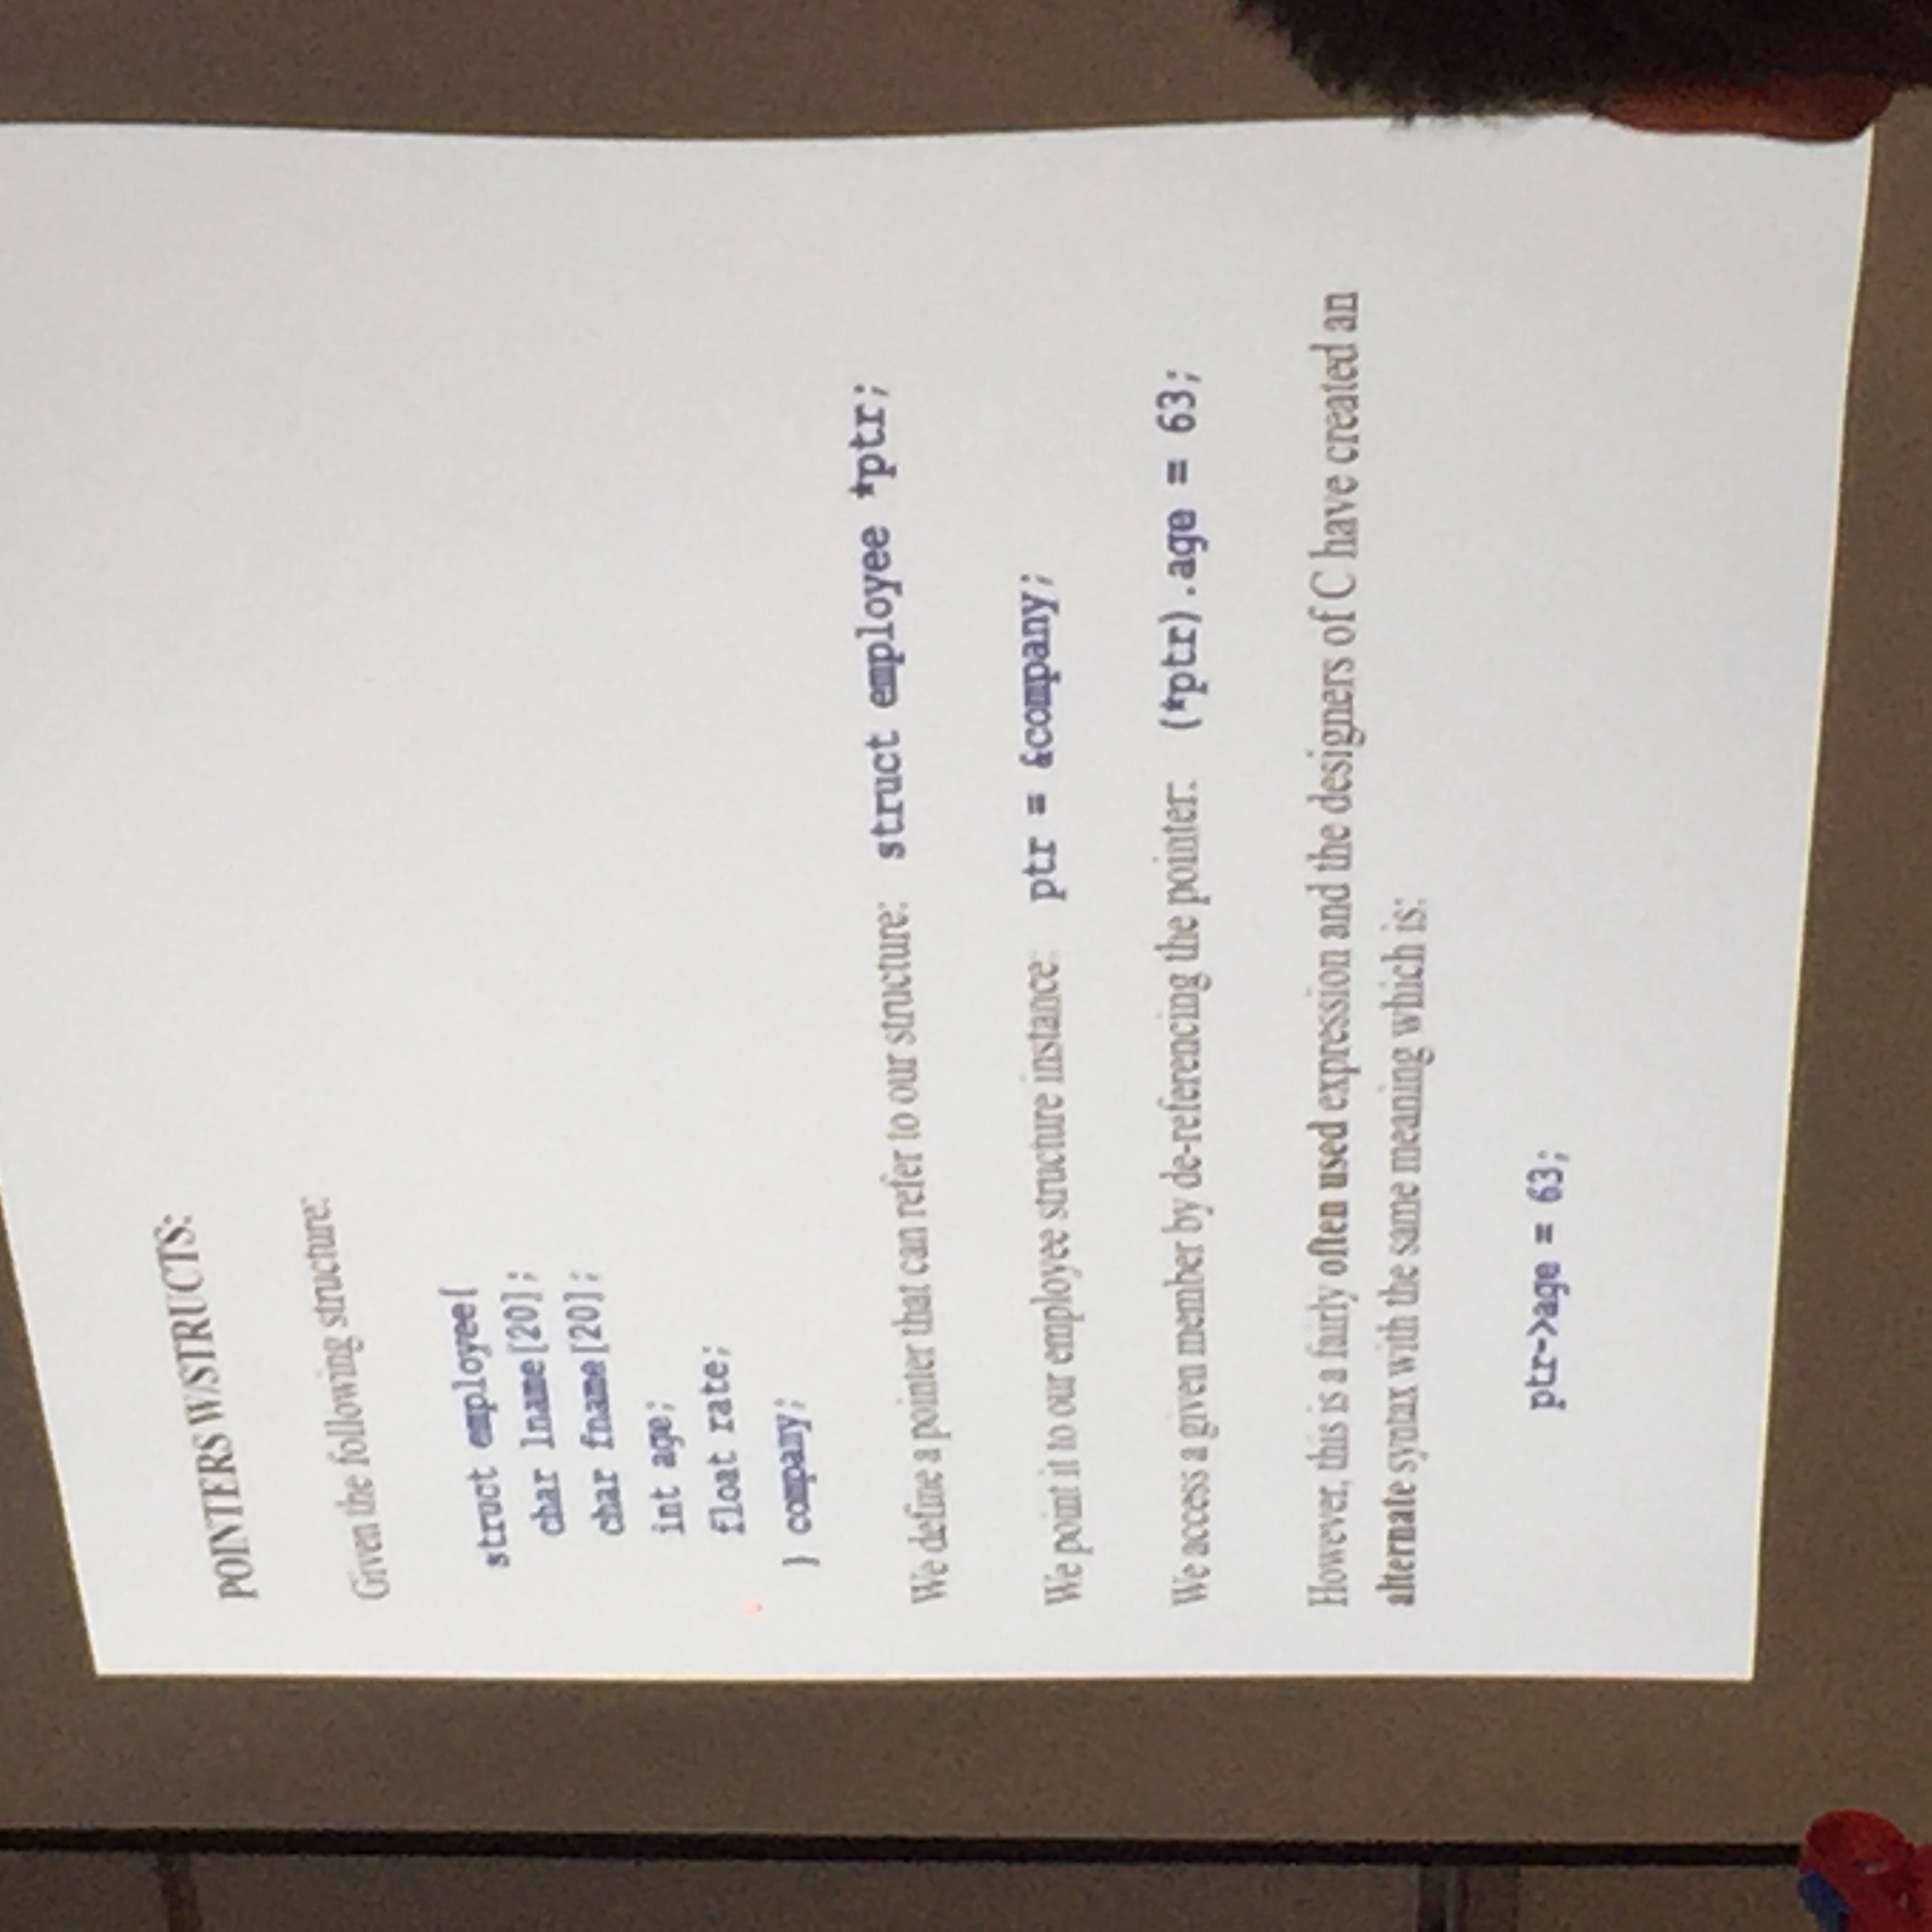 POINTERS W/STRUCTS:
Given the following structure:
struct employee{
char lname[20];
char fname[20];
int age;
float rate;
} company;
We define a pointer that can refer to our structure: struct employee *ptr;
We point it to our employee structure instance: ptr = &company;
We access a given member by de-referencing the pointer: (*ptr).age = 63;
However, this is a fairly often used expression and the designers of C have created an
alternate syntax with the same meaning which is:
ptr->age = 63;